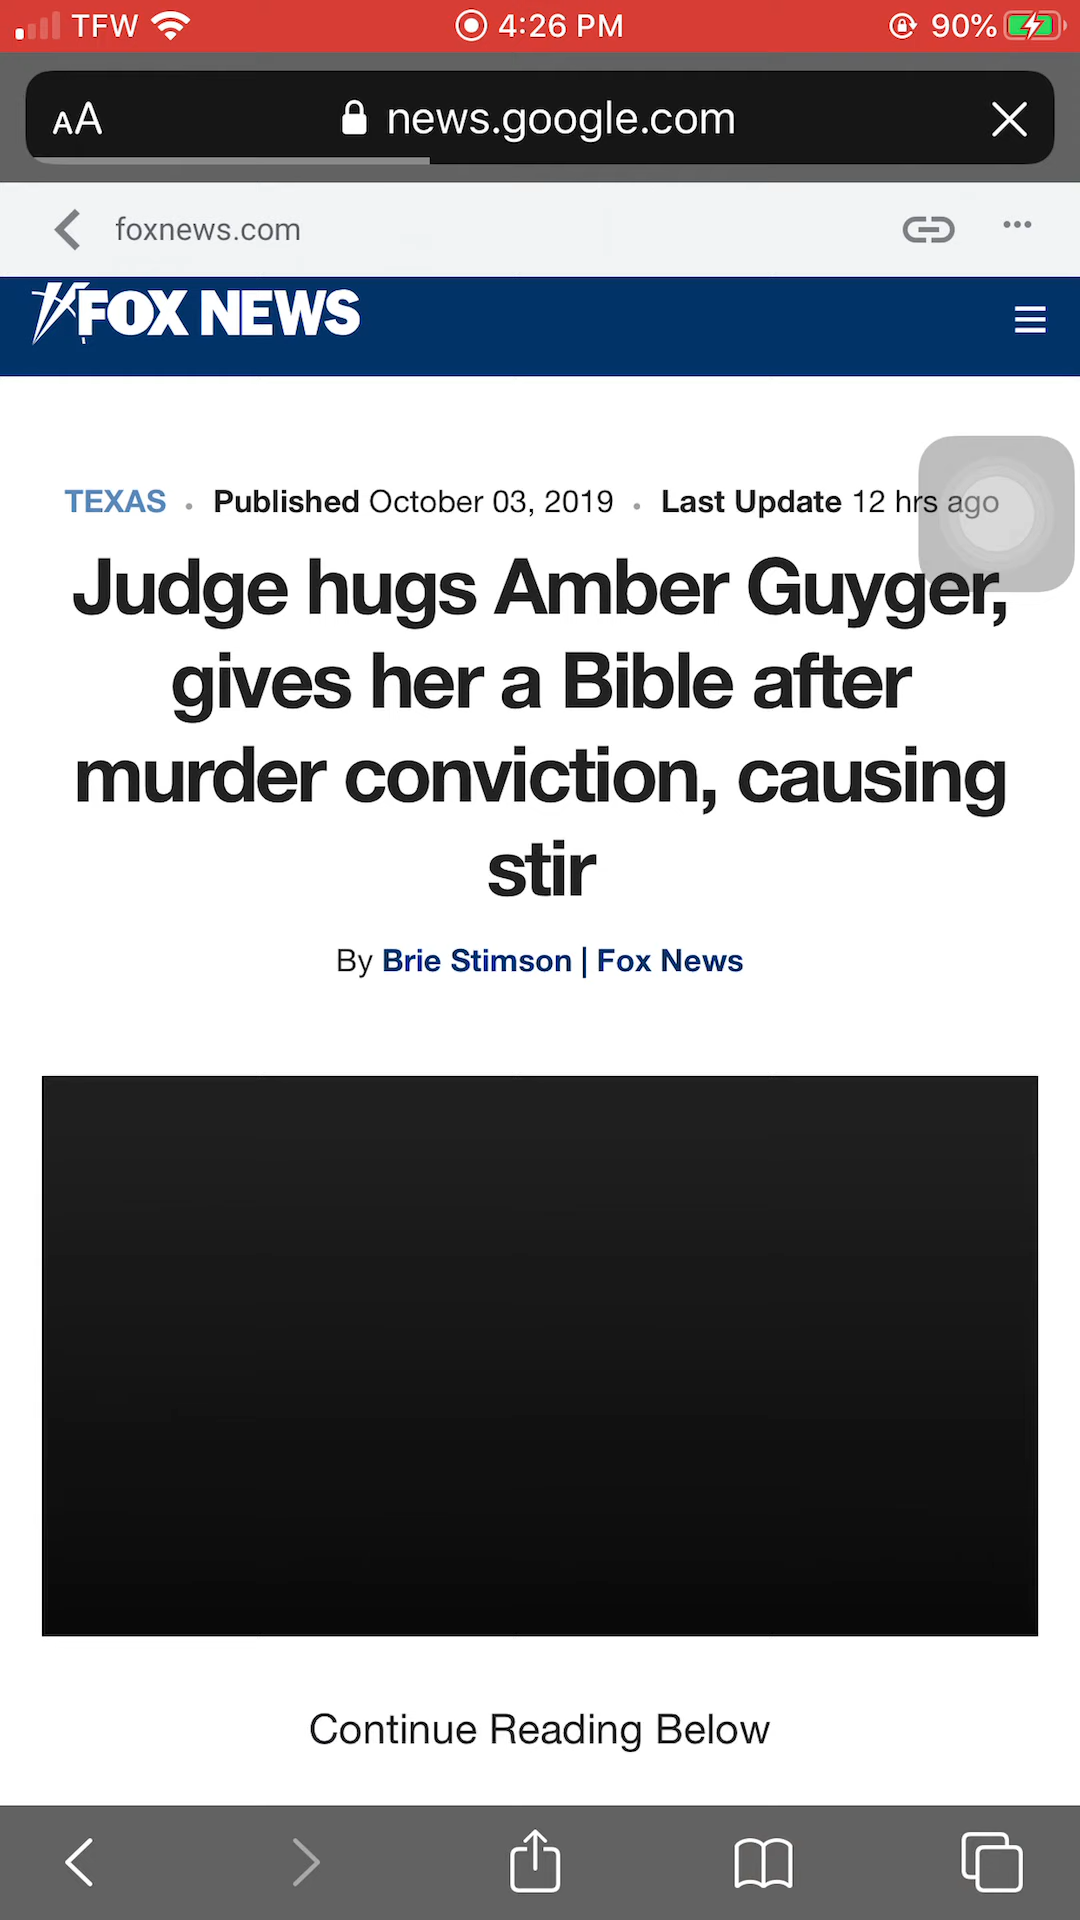 TFW 4:26 PM 90%
AA news.google.com
foxnews.com
FOX NEWS
TEXAS . Published October 03, 2019 . Last Update 12 hrs ago
Judge hugs Amber Guyger,
gives her a Bible after
murder conviction, causing
stir
By Brie Stimson | Fox News
Continue Reading Below